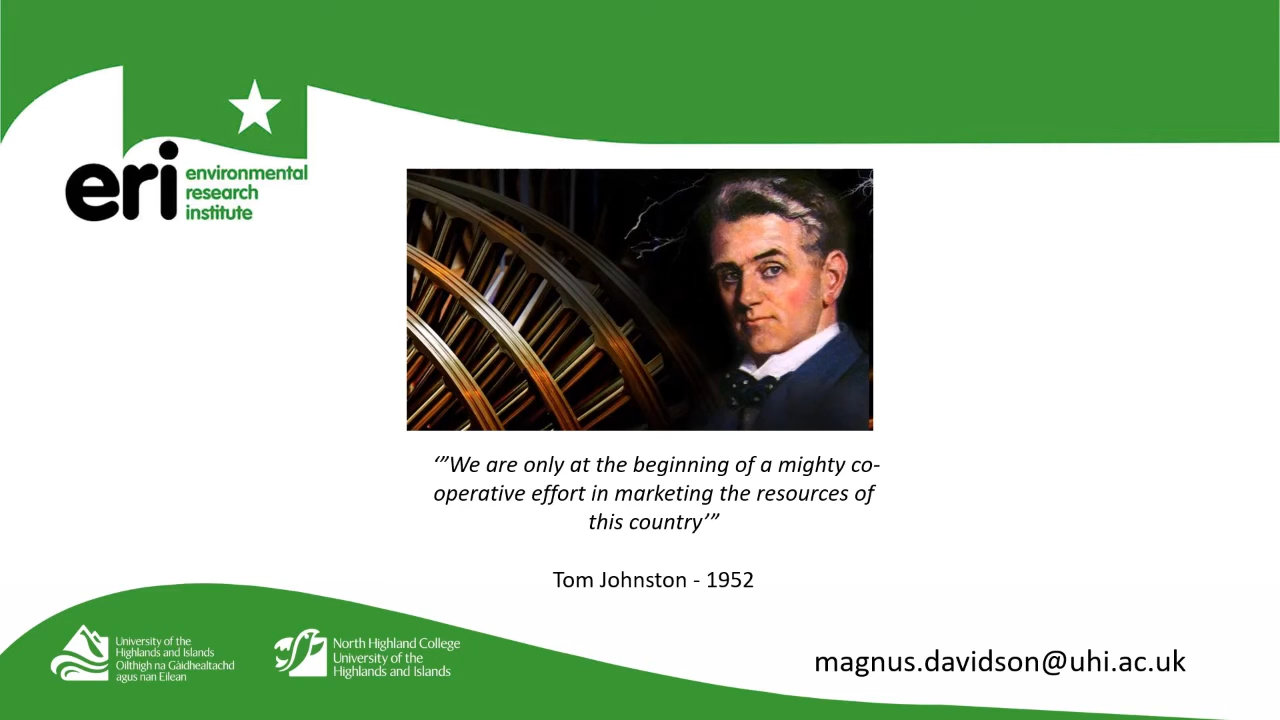 eri environmental
research
institute
‘”We are only at the beginning of a mighty co-
operative effort in marketing the resources of
this country’”
Tom Johnston - 1952
University of the
Highlands and Islands
Oilthigh na Gàidhealtachd
agus nan Eilean
North Highland College
University of the
Highlands and Islands
magnus.davidson@uhi.ac.uk